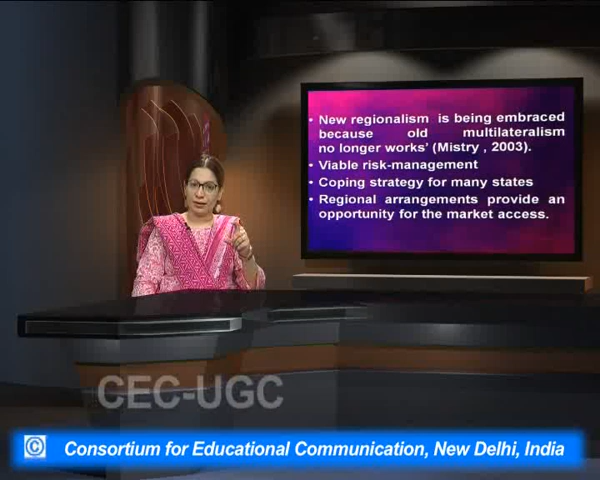 • New regionalism is being embraced
because old multilateralism
no longer works' (Mistry , 2003).
• Viable risk-management
• Coping strategy for many states
• Regional arrangements provide an
opportunity for the market access.
CEC-UGC
© Consortium for Educational Communication, New Delhi, India